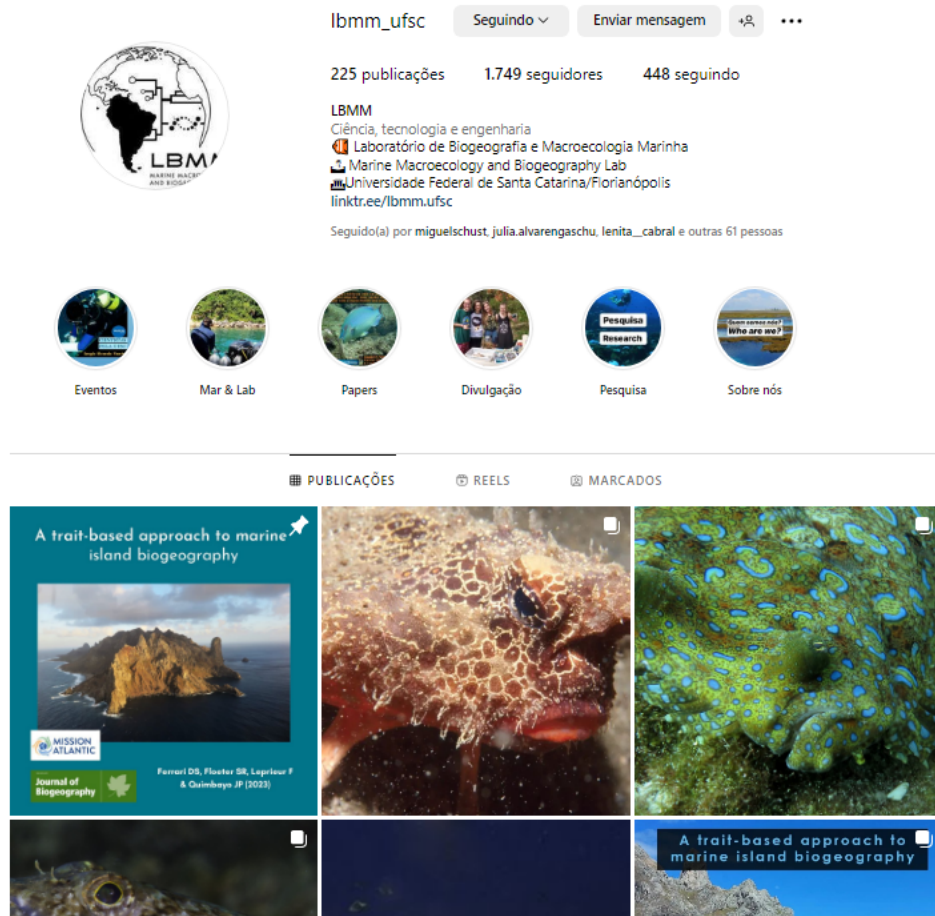 lbmm_ufsc Seguindo Enviar mensagem
225 publicações 1.749 seguidores 448 seguindo
LBMM
Ciência, tecnologia e engenharia
Laboratório de Biogeografia e Macroecologia Marinha
Marine Macroecology and Biogeography Lab
Universidade Federal de Santa Catarina/Florianópolis
linktr.ee/lbmm.ufsc
Seguido(a) por miguelschust, julia.alvarengaschu, lenita__cabral e outras 61 pessoas
LBMM
MARINE MACRO
AND BIOGEO
Pesquisa
Research
Quem somos nós?
Who are we?
Eventos
Mar & Lab
Papers
Divulgação
Pesquisa
Sobre nós
PUBLICAÇÕES REELS MARCADOS
A trait-based approach to marine
island biogeography
MISSION
ATLANTIC
Journal of
Biogeography
Ferrari DS, Floeter SR, Leprieur F
& Quimbayo JP (2023)
A trait-based approach to
marine island biogeography